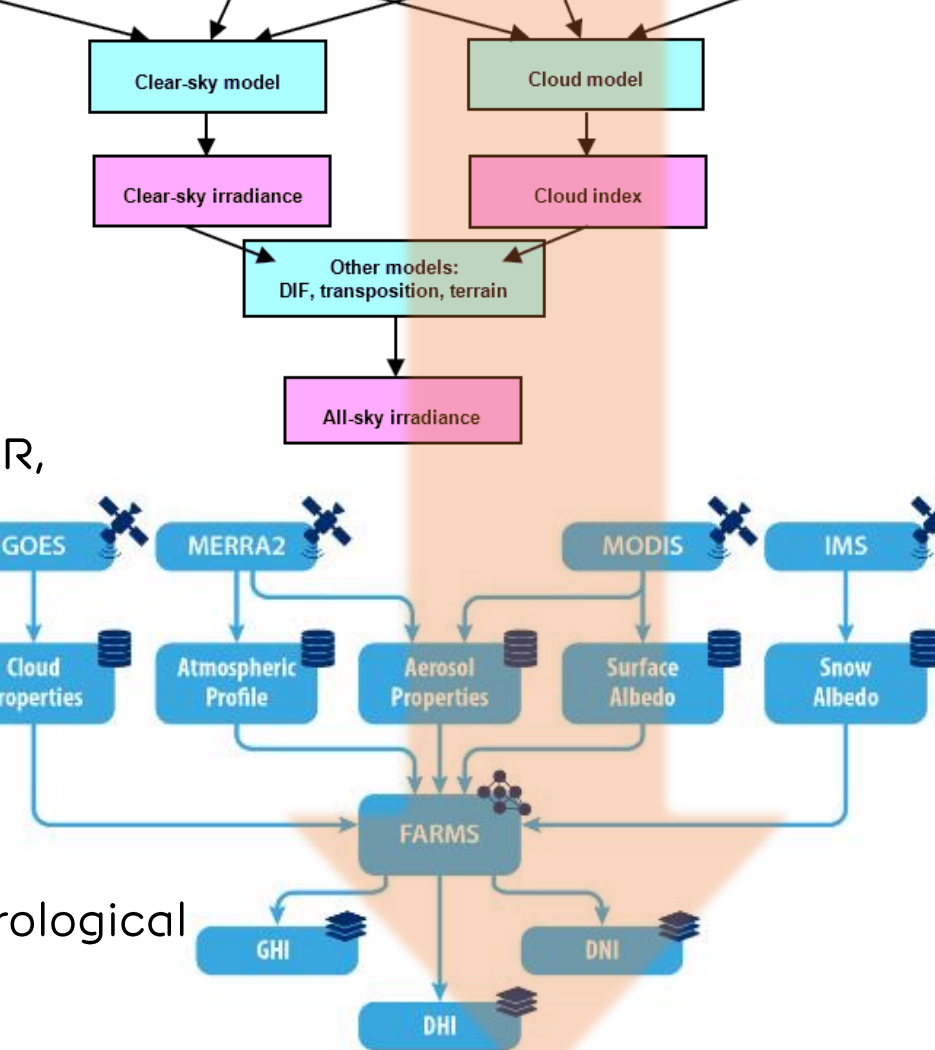 Clear-sky model
Cloud model
Clear-sky irradiance
Cloud index
Other models:
DIF, transposition, terrain
All-sky irradiance
R,
GOES
MERRA2
MODIS
IMS
Cloud
roperties
Atmospheric
Profile
Aerosol
Properties
Surface
Albedo
Snow
Albedo
FARMS
rological
GHI
DNI
DHI